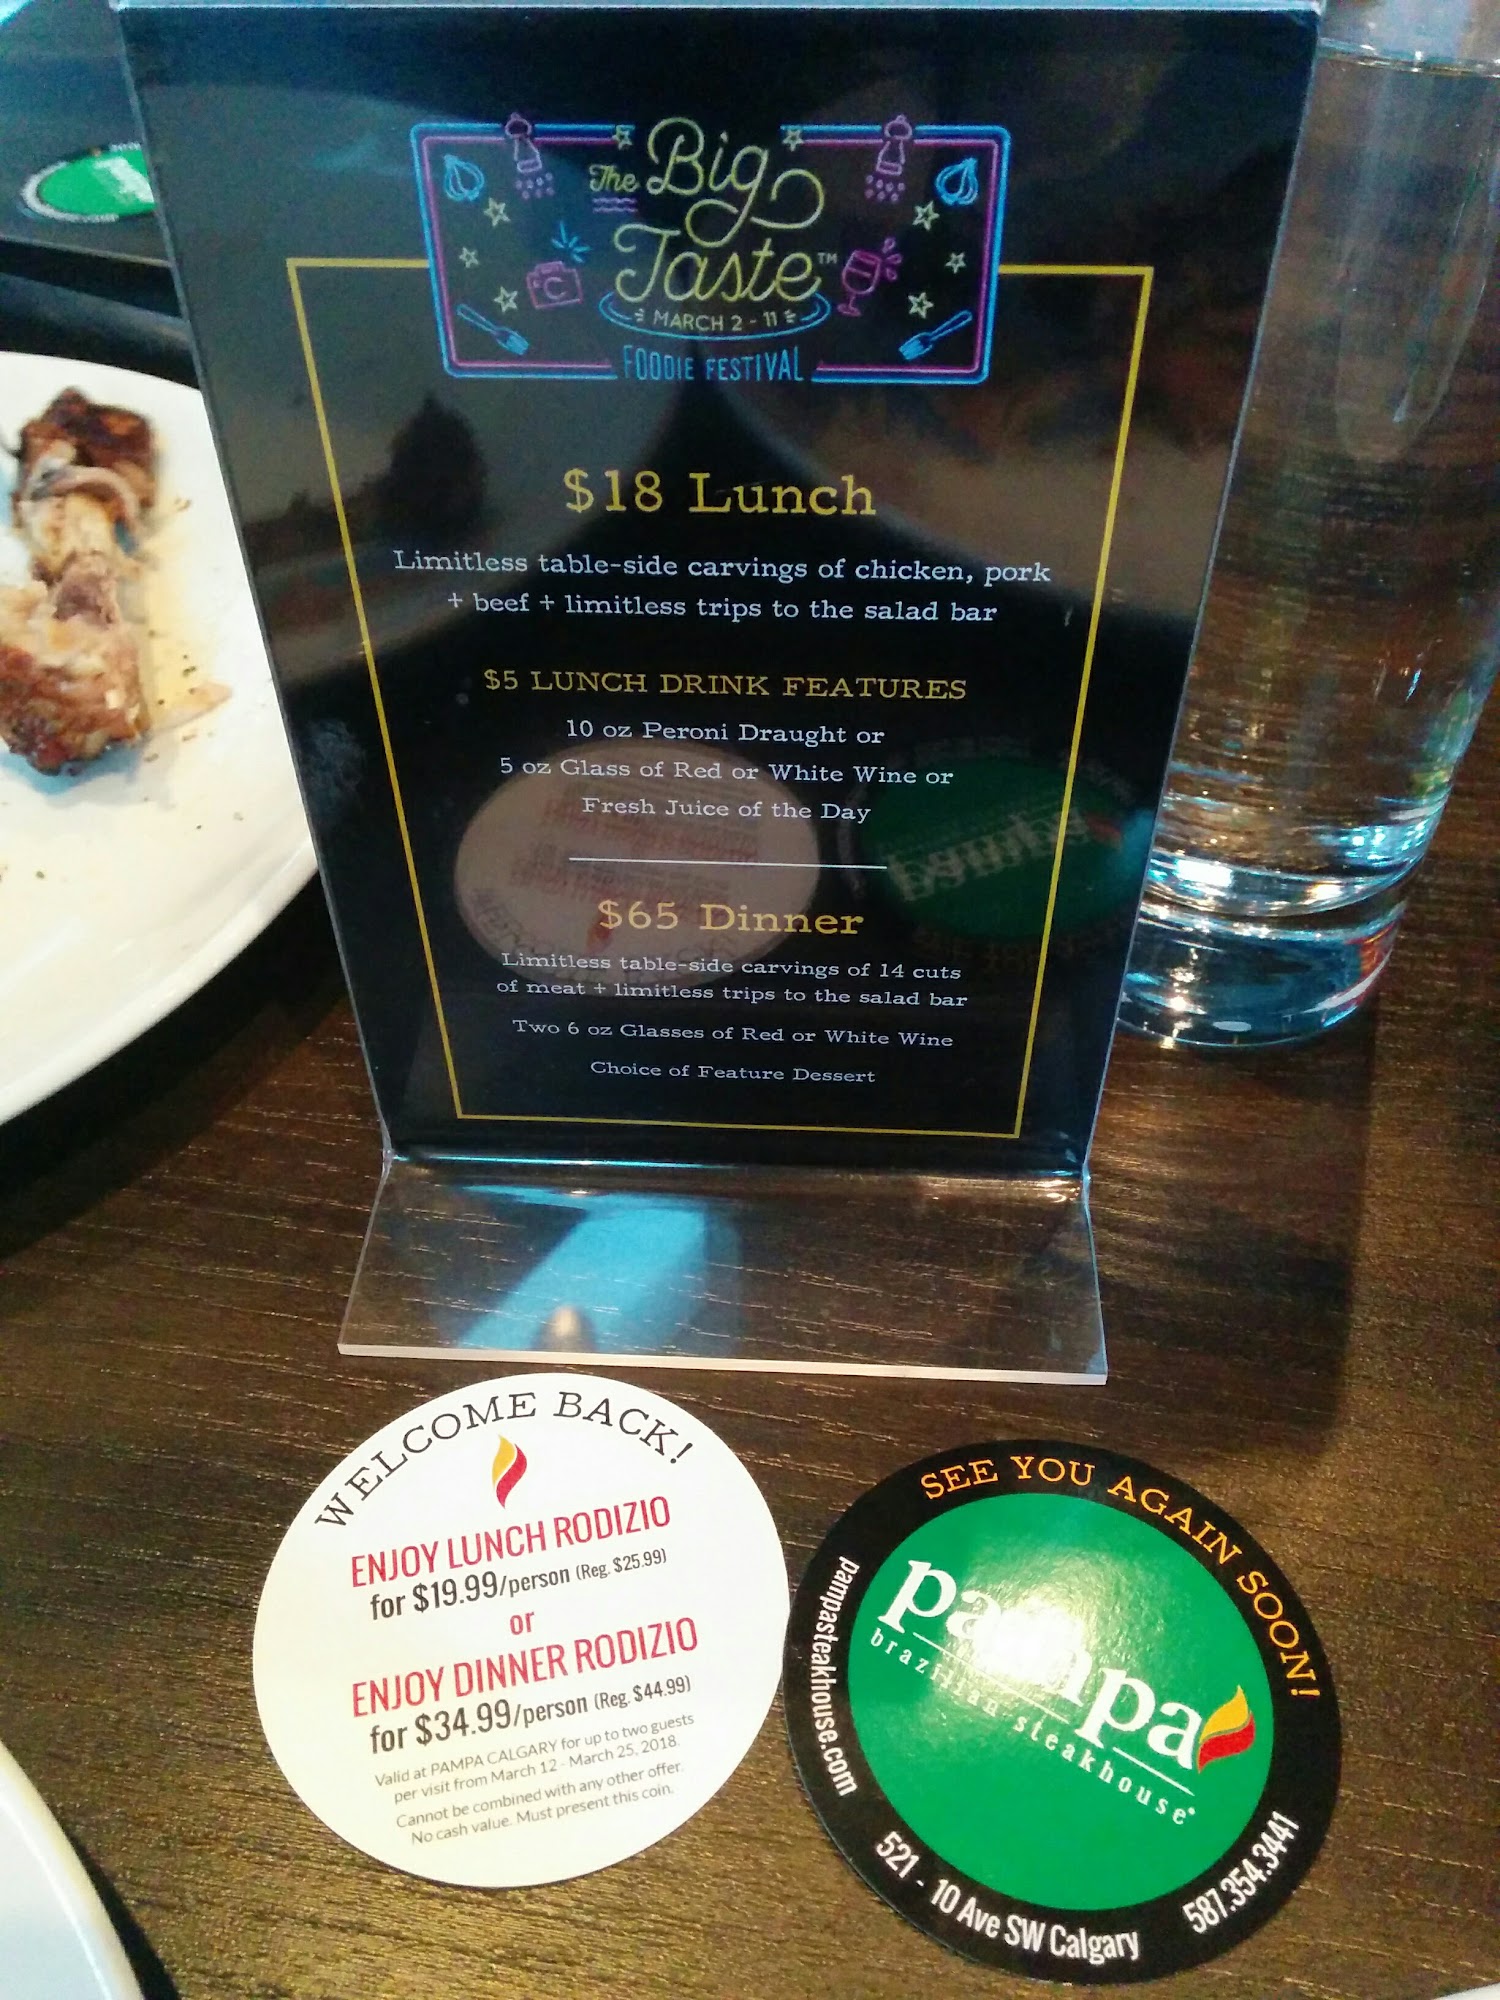 The Big
Taste™
MARCH 2 - 11
FOODIE FESTIVAL
C
$18 Lunch
Limitless table-side carvings of chicken, pork
+ beef + limitless trips to the salad bar
$5 LUNCH DRINK FEATURES
10 oz Peroni Draught or
5 oz Glass of Red or White Wine or
Fresh Juice of the Day
$65 Dinner
Limitless table-side carvings of 14 cuts
of meat + limitless trips to the salad bar
Two 6 oz Glasses of Red or White Wine
Choice of Feature Dessert
WELCOME BACK!
ENJOY LUNCH RODIZIO
for $19.99/person (Reg. $25.99)
or
ENJOY DINNER RODIZIO
for $34.99/person (Reg. $44.99)
Valid at PAMPA CALGARY for up to two guests
per visit from March 12 - March 25, 2018.
Cannot be combined with any other offer.
No cash value. Must present this coin.
SEE YOU AGAIN SOON!
pampa
brazilian steakhouse®
pampasteakhouse.com
521 - 10 Ave SW Calgary
587.354.3441